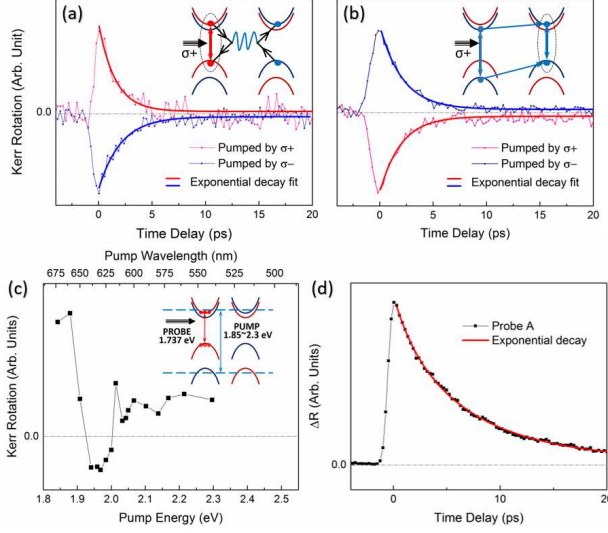 (a)
σ+
Kerr Rotation (Arb. Unit)
0.0
Pumped by σ+
Pumped by σ−
Exponential decay fit
0 5 10 15 20
Time Delay (ps)
(b)
σ+
Pumped by σ+
Pumped by σ−
Exponential decay fit
0 5 10 15 20
Time Delay (ps)
Pump Wavelength (nm)
675 650 625 600 575 550 525 500
(c)
Kerr Rotation (Arb. Units)
0.0
PROBE
1.737 eV
PUMP
1.85~2.3 eV
1.8 1.9 2.0 2.1 2.2 2.3 2.4 2.5
Pump Energy (eV)
(d)
ΔR (Arb. Units)
0.0
Probe A
Exponential decay
0 5 10 15 20
Time Delay (ps)